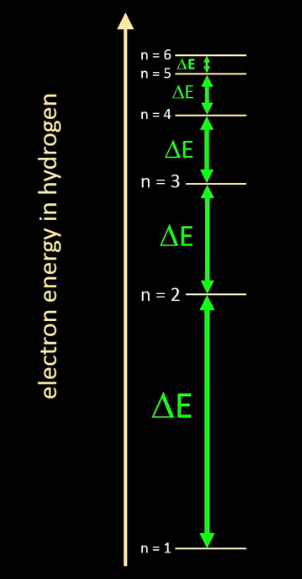 electron energy in hydrogen
n = 6
ΔE
n = 5
ΔE
n = 4
ΔE
n = 3
ΔE
n = 2
ΔE
n = 1